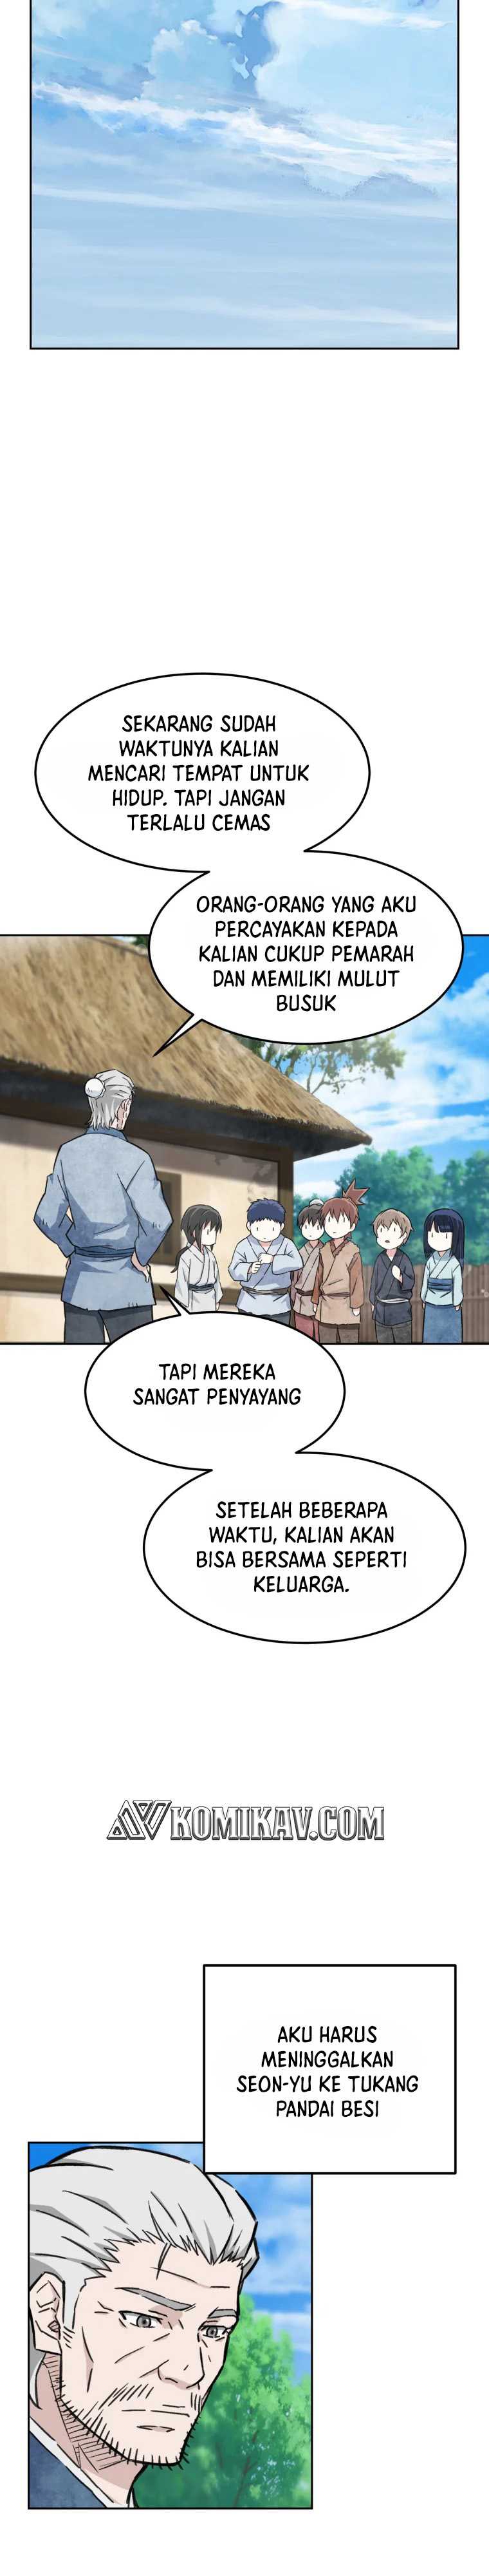 SEKARANG SUDAH
WAKTUNYA KALIAN
MENCARI TEMPAT UNTUK
HIDUP. TAPI JANGAN
TERLALU CEMAS
ORANG-ORANG YANG AKU
PERCAYAKAN KEPADA
KALIAN CUKUP PEMARAH
DAN MEMILIKI MULUT
BUSUK
TAPI MEREKA
SANGAT PENYAYANG
SETELAH BEBERAPA
WAKTU, KALIAN AKAN
BISA BERSAMA SEPERTI
KELUARGA.
KOMIKAV.COM
AKU HARUS
MENINGGALKAN
SEON-YU KE TUKANG
PANDAI BESI